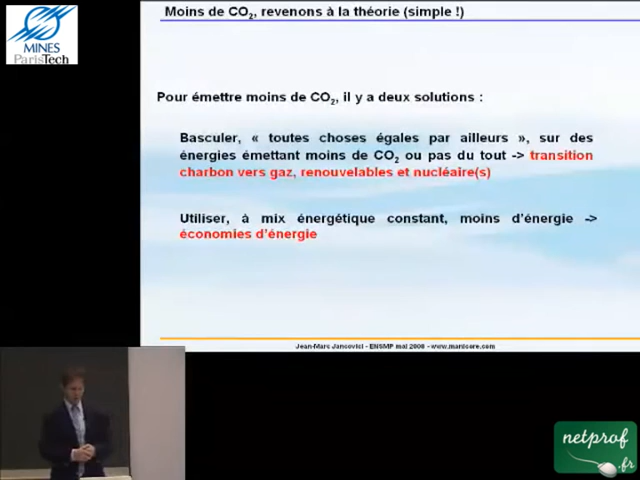 MINES
ParisTech
Moins de CO2, revenons à la théorie (simple !)
Pour émettre moins de CO2, il y a deux solutions :
Basculer, « toutes choses égales par ailleurs », sur des
énergies émettant moins de CO2 ou pas du tout -> transition
charbon vers gaz, renouvelables et nucléaire(s)
Utiliser, à mix énergétique constant, moins d'énergie ->
économies d'énergie
Jean-Marc Jancovici - ENSMP mai 2008 - www.manicore.com
netprof
.fr